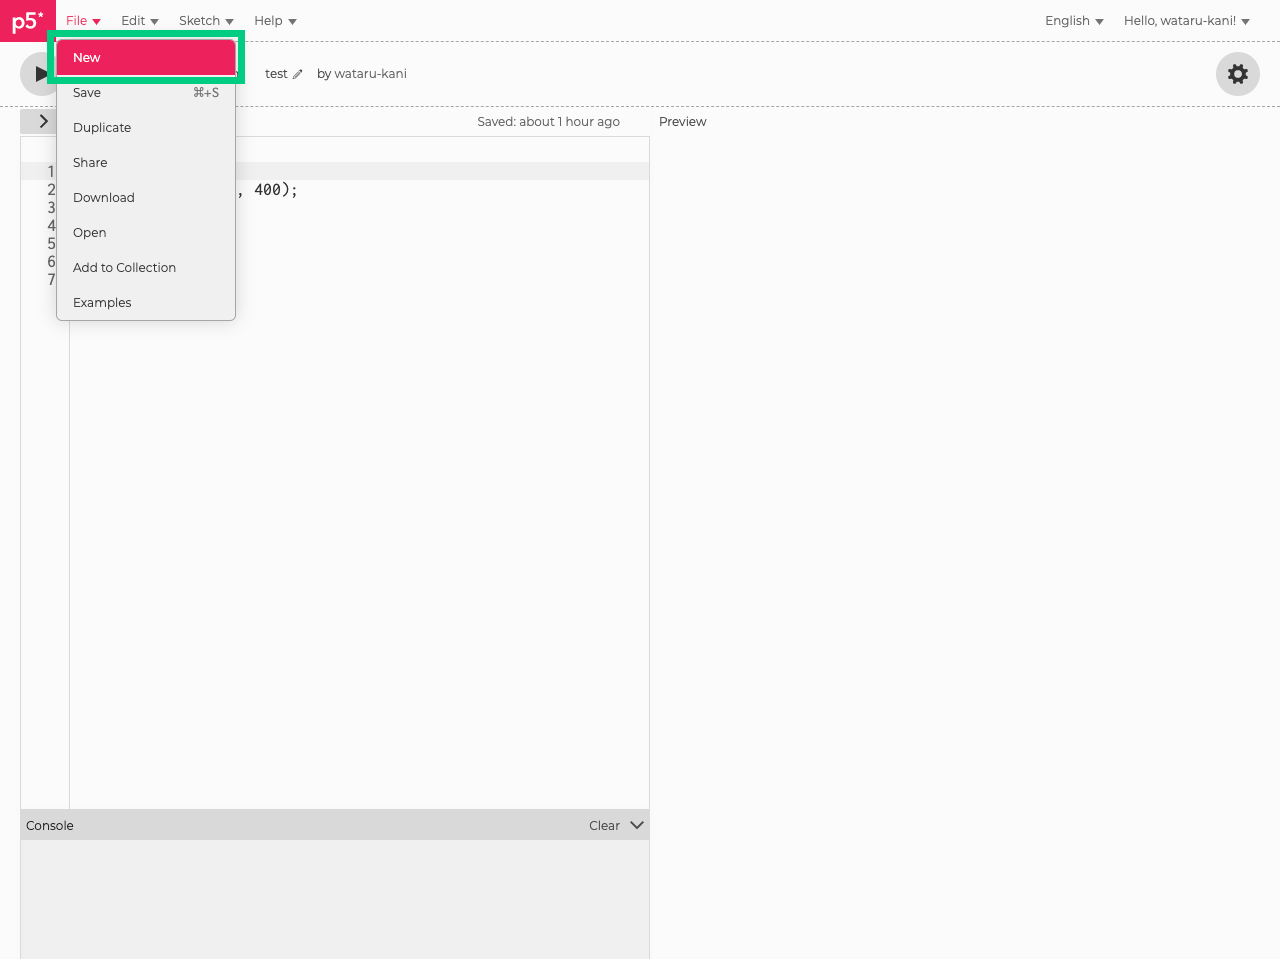 p5* File Edit Sketch Help English Hello, wataru-kani!
New
test by wataru-kani
Save ⌘+S
Saved: about 1 hour ago Preview
Duplicate
Share
Download
Open
Add to Collection
Examples
1
2 , 400);
3
4
5
6
7
Console Clear